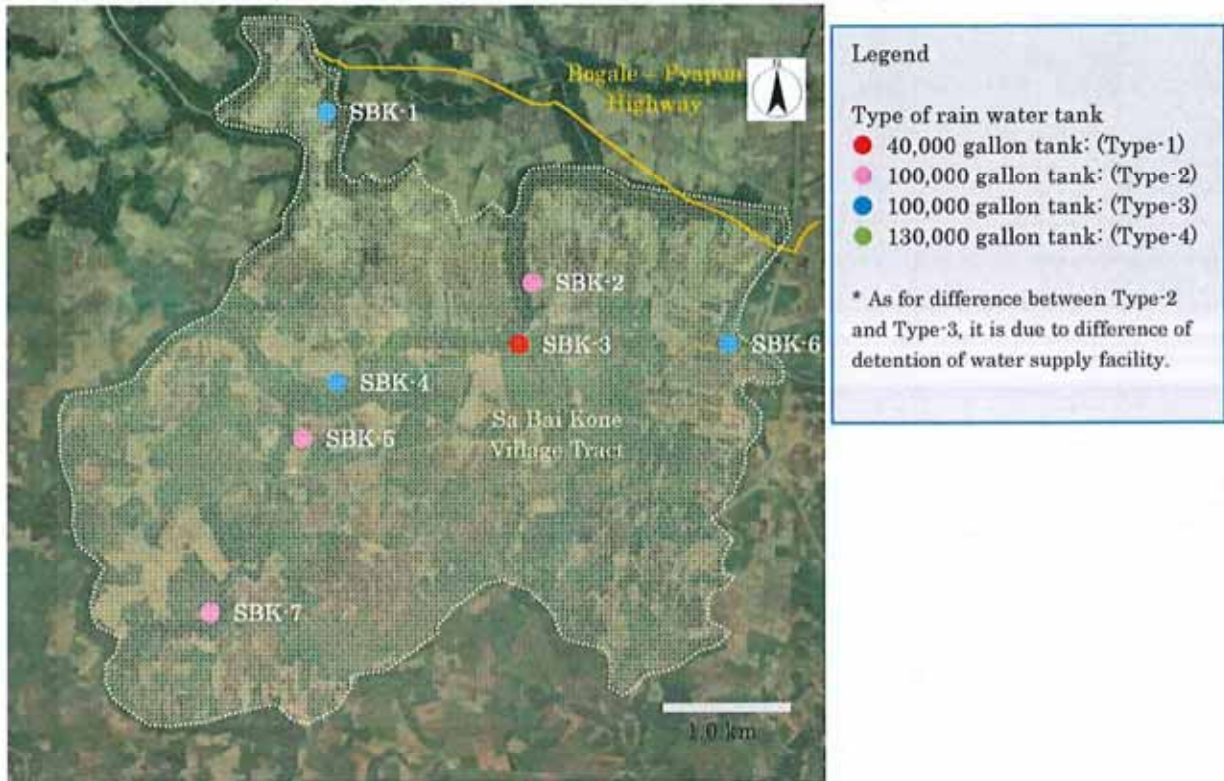 Bogale – Pyapun
Highway
N
SBK-1
SBK-2
SBK-3
SBK-6
SBK-4
Sa Bai Kone
Village Tract
SBK-5
SBK-7
1.0 km
Legend
Type of rain water tank
40,000 gallon tank: (Type-1)
100,000 gallon tank: (Type-2)
100,000 gallon tank: (Type-3)
130,000 gallon tank: (Type-4)
* As for difference between Type-2
and Type-3, it is due to difference of
detention of water supply facility.